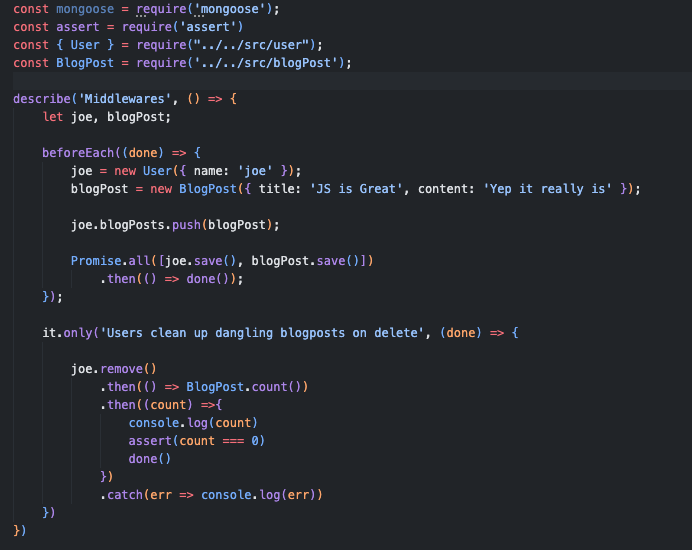 const mongoose = require('mongoose');
const assert = require('assert')
const { User } = require("../../src/user");
const BlogPost = require('../../src/blogPost');
describe('Middlewares', () => {
let joe, blogPost;
beforeEach((done) => {
joe = new User({ name: 'joe' });
blogPost = new BlogPost({ title: 'JS is Great', content: 'Yep it really is' });
joe.blogPosts.push(blogPost);
Promise.all([joe.save(), blogPost.save()])
.then(() => done());
});
it.only('Users clean up dangling blogposts on delete', (done) => {
joe.remove()
.then(() => BlogPost.count())
.then((count) =>{
console.log(count)
assert(count === 0)
done()
})
.catch(err => console.log(err))
})
})